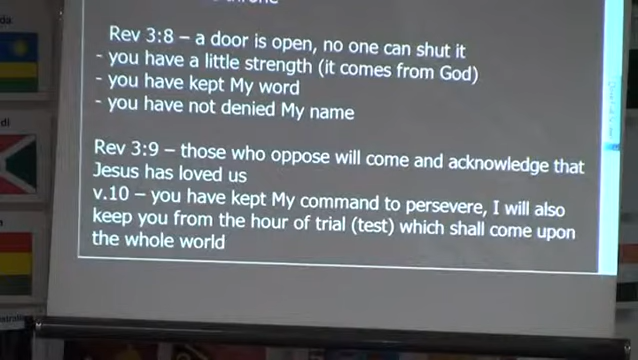 Rev 3:8 – a door is open, no one can shut it
- you have a little strength (it comes from God)
- you have kept My word
- you have not denied My name
Rev 3:9 – those who oppose will come and acknowledge that
Jesus has loved us
v.10 – you have kept My command to persevere, I will also
keep you from the hour of trial (test) which shall come upon
the whole world